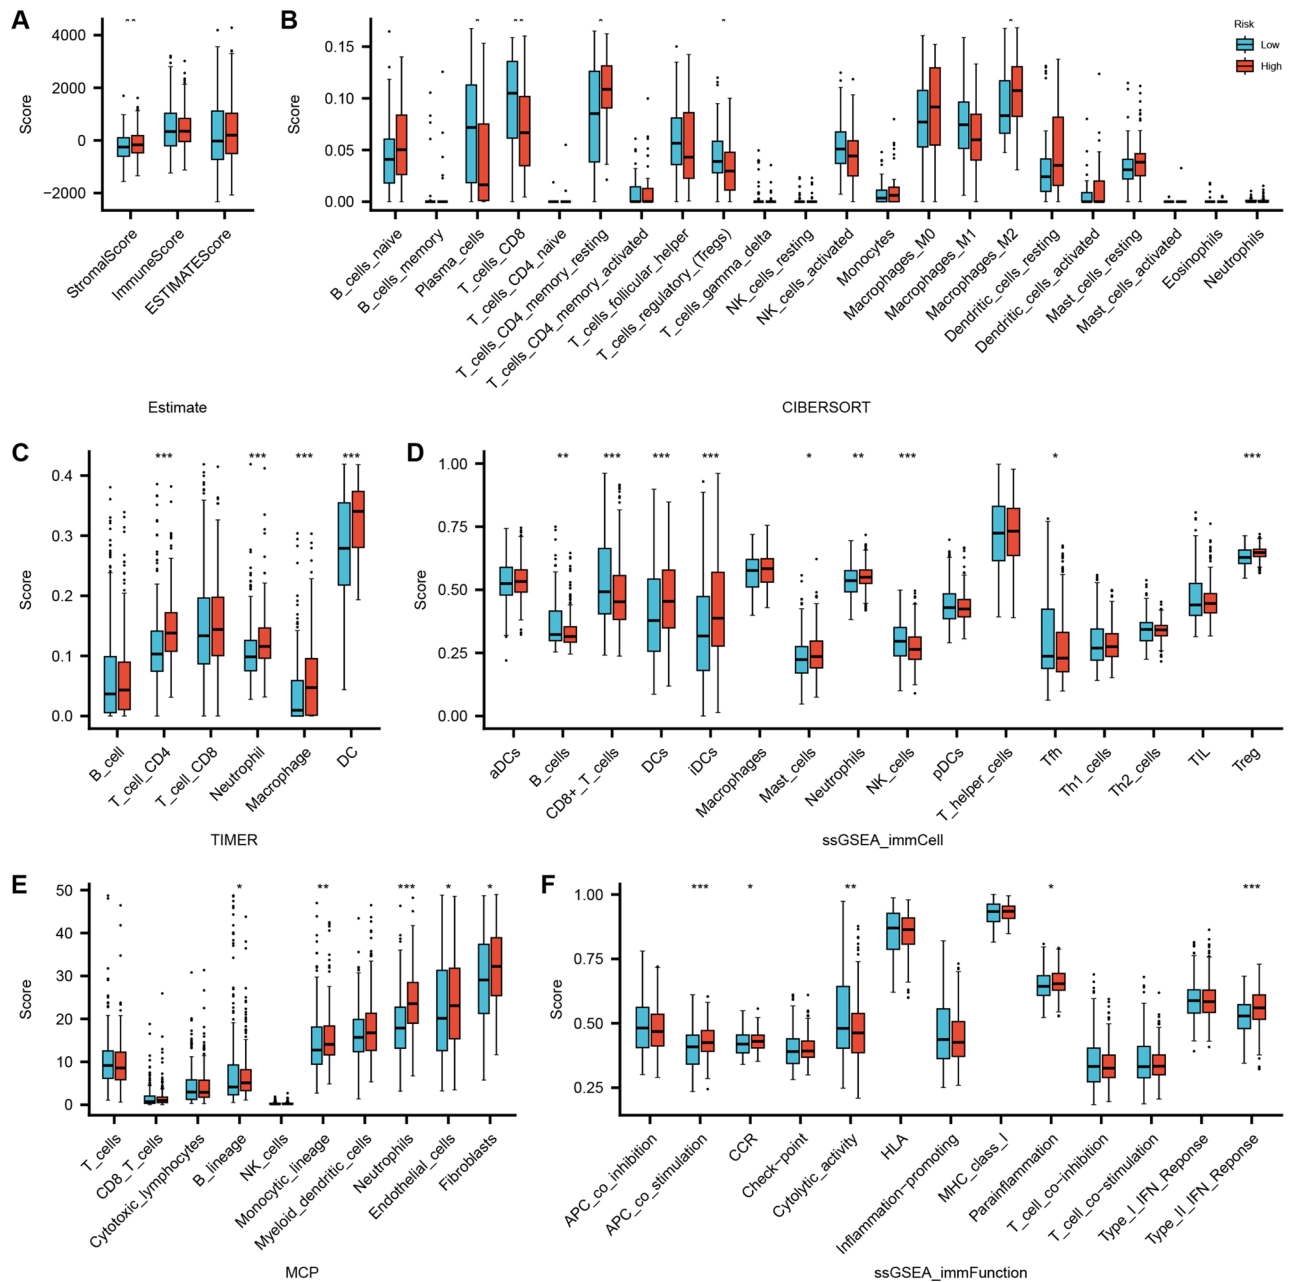 A
B
Risk
Low
High
Score
4000
2000
0
−2000
StromalScore
ImmuneScore
ESTIMATEScore
Estimate
Score
0.15
0.10
0.05
0.00
B_cells_naive
B_cells_memory
Plasma_cells
T_cells_CD8
T_cells_CD4_naive
T_cells_CD4_memory_resting
T_cells_CD4_memory_activated
T_cells_follicular_helper
T_cells_regulatory_(Tregs)
T_cells_gamma_delta
NK_cells_resting
NK_cells_activated
Monocytes
Macrophages_M0
Macrophages_M1
Macrophages_M2
Dendritic_cells_resting
Dendritic_cells_activated
Mast_cells_resting
Mast_cells_activated
Eosinophils
Neutrophils
CIBERSORT
C
*** *** *** ***
Score
0.4
0.3
0.2
0.1
0.0
B_cell
T_cell_CD4
T_cell_CD8
Neutrophil
Macrophage
DC
TIMER
D
** *** *** *** * ** *** * ***
Score
1.00
0.75
0.50
0.25
0.00
aDCs
B_cells
CD8+_T_cells
DCs
iDCs
Macrophages
Mast_cells
Neutrophils
NK_cells
pDCs
T_helper_cells
Tfh
Th1_cells
Th2_cells
TIL
Treg
ssGSEA_immCell
E
* ** *** * *
Score
50
40
30
20
10
0
T_cells
CD8_T_cells
Cytotoxic_lymphocytes
B_lineage
NK_cells
Monocytic_lineage
Myeloid_dendritic_cells
Neutrophils
Endothelial_cells
Fibroblasts
MCP
F
*** * ** * ***
Score
1.00
0.75
0.50
0.25
APC_co_inhibition
APC_co_stimulation
CCR
Check−point
Cytolytic_activity
HLA
Inflammation−promoting
MHC_class_I
Parainflammation
T_cell_co−inhibition
T_cell_co−stimulation
Type_I_IFN_Reponse
Type_II_IFN_Reponse
ssGSEA_immFunction